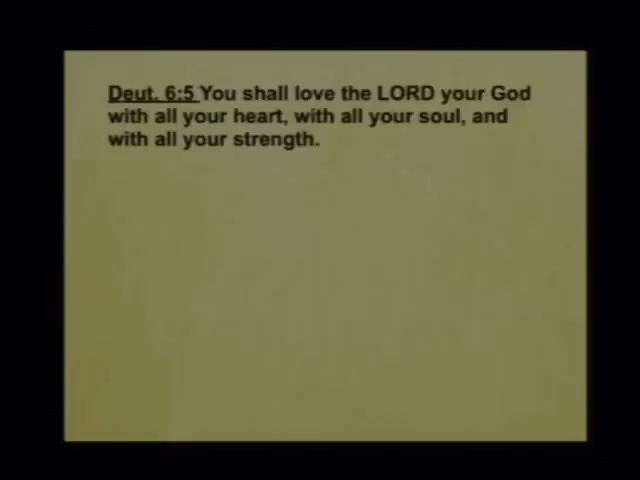 Deut. 6:5 You shall love the LORD your God
with all your heart, with all your soul, and
with all your strength.